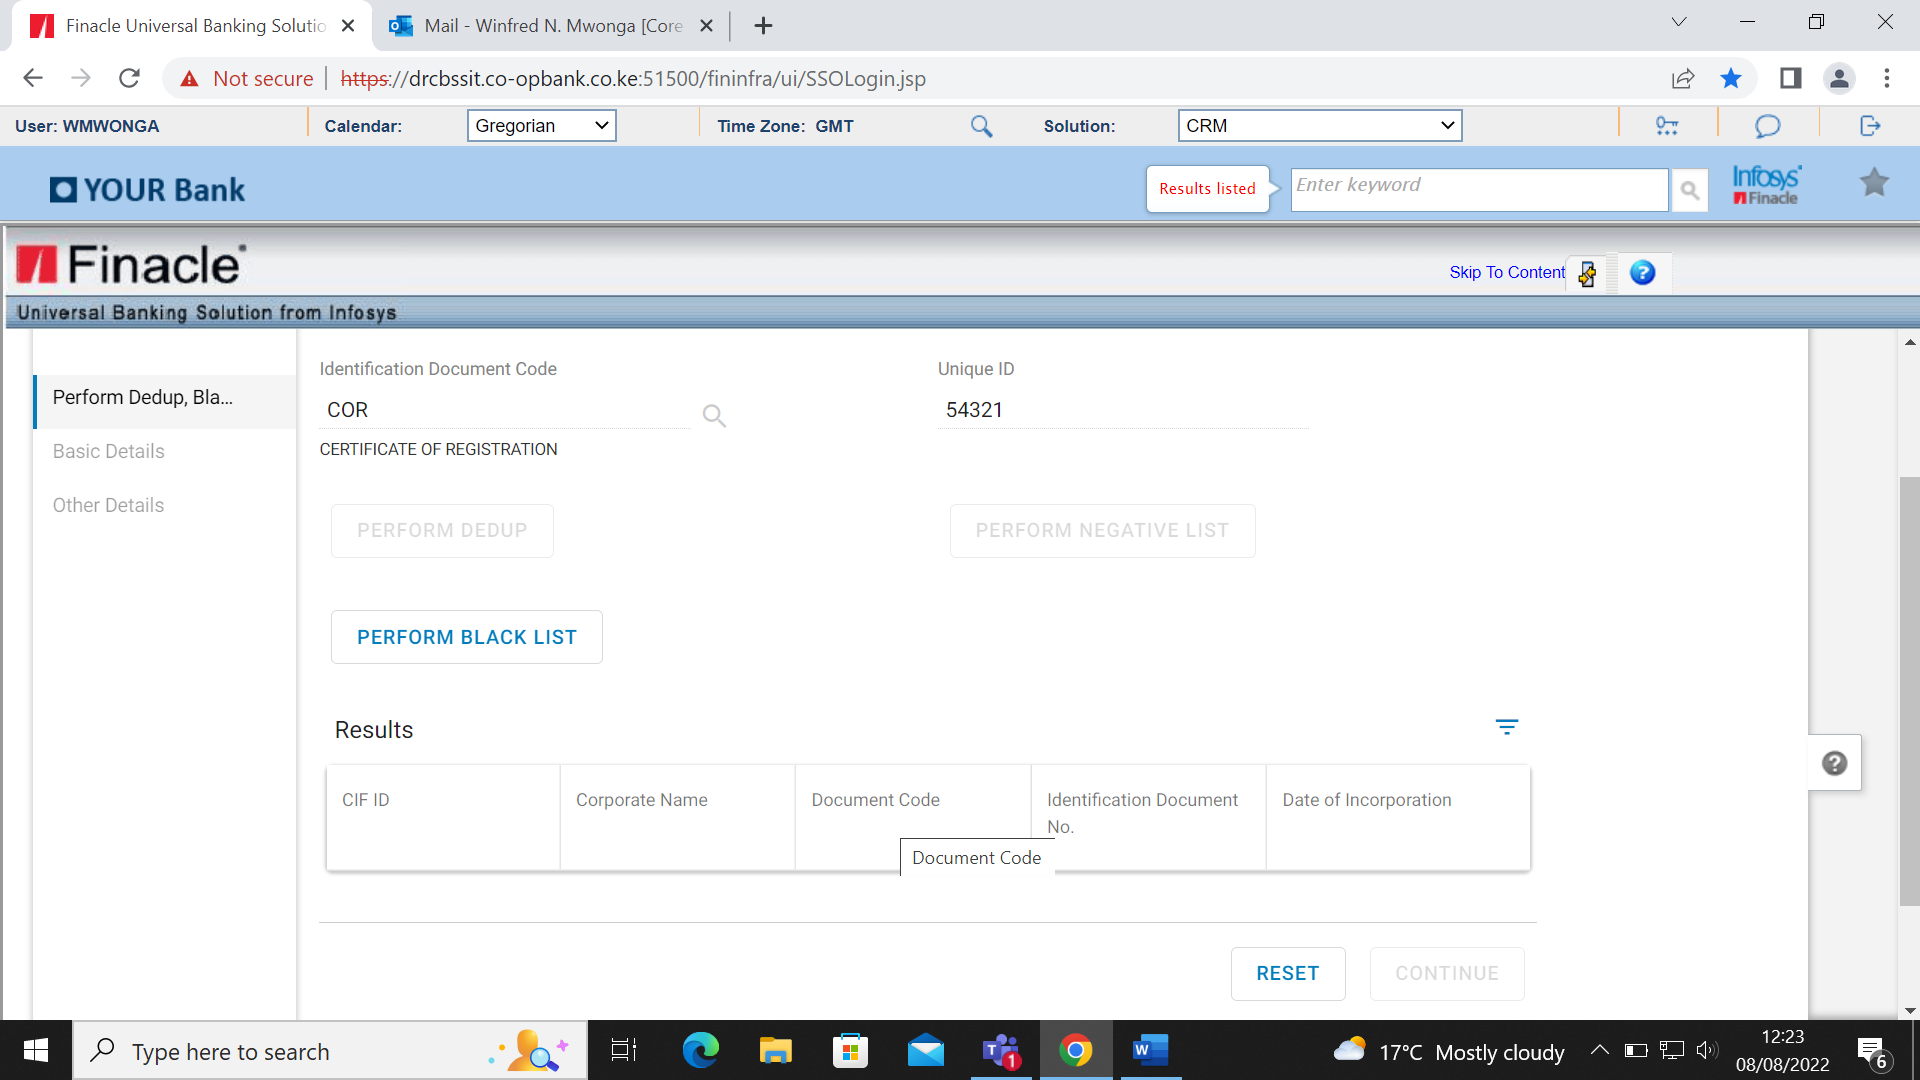 Finacle Universal Banking Solutio
Mail - Winfred N. Mwonga [Core
Not secure
https://drcbssit.co-opbank.co.ke:51500/fininfra/ui/SSOLogin.jsp
User: WMWONGA
Calendar:
Gregorian
Time Zone: GMT
Solution:
CRM
YOUR Bank
Results listed
Enter keyword
Infosys
Finacle
Finacle
Skip To Content
Universal Banking Solution from Infosys
Perform Dedup, Bla...
Basic Details
Other Details
Identification Document Code
COR
CERTIFICATE OF REGISTRATION
Unique ID
54321
PERFORM DEDUP
PERFORM NEGATIVE LIST
PERFORM BLACK LIST
Results
CIF ID
Corporate Name
Document Code
Identification Document
No.
Date of Incorporation
Document Code
RESET
CONTINUE
Type here to search
1
17°C Mostly cloudy
12:23
08/08/2022
6